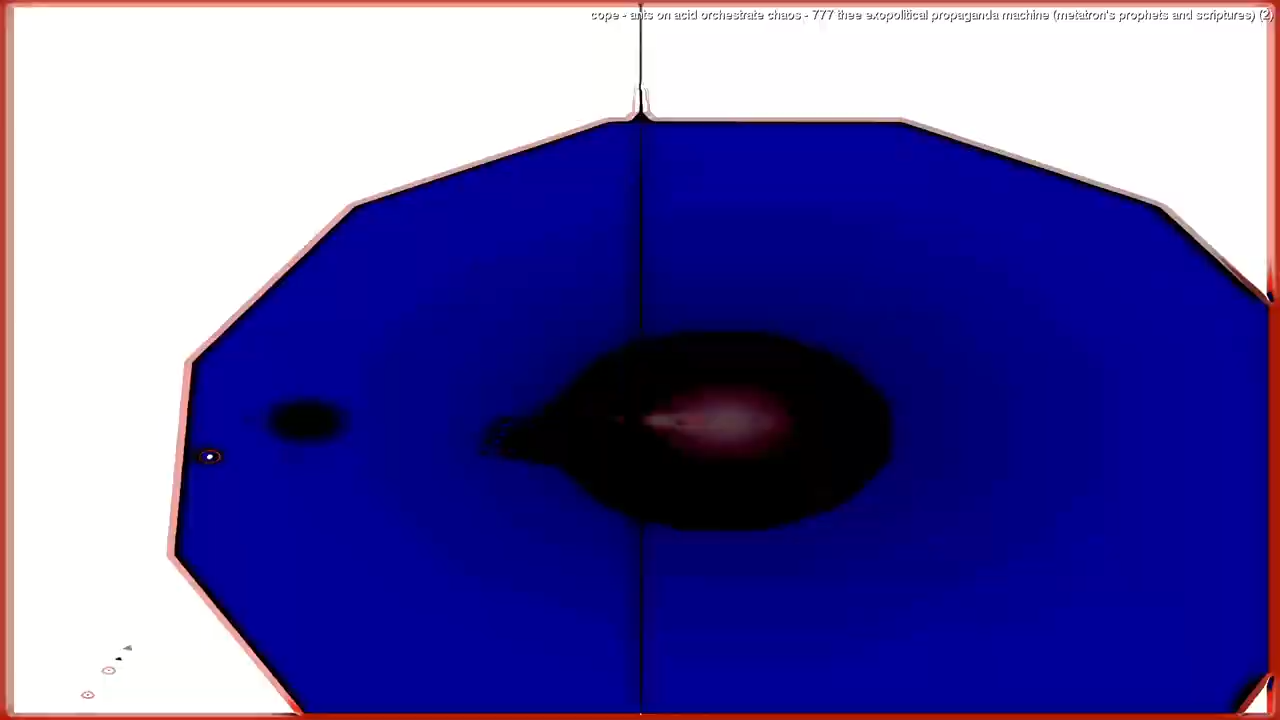 cope - ants on acid orchestrate chaos - 777 thee exopolitical propaganda machine (metatron's prophets and scriptures) (2)